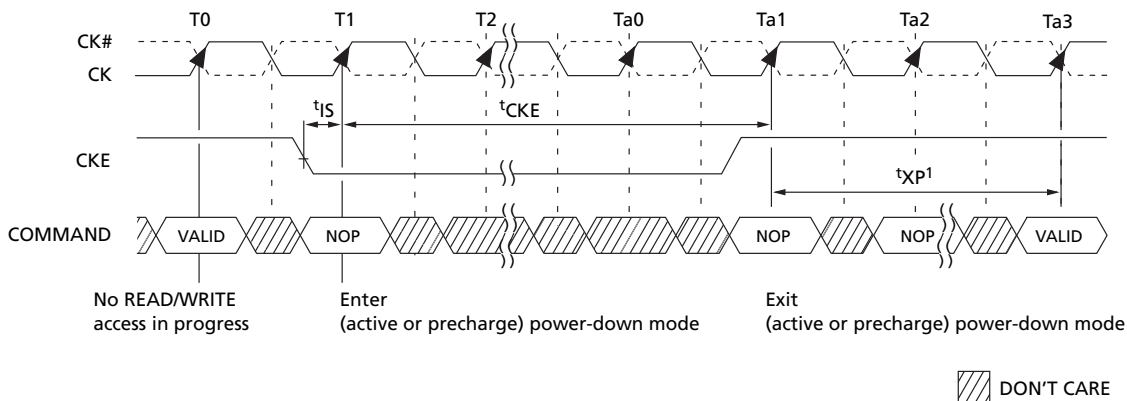 T0 T1 T2 Ta0 Ta1 Ta2 Ta3
CK#
CK
tIS tCKE
CKE
tXP1
COMMAND VALID NOP NOP NOP VALID
No READ/WRITE
access in progress
Enter
(active or precharge) power-down mode
Exit
(active or precharge) power-down mode
DON'T CARE